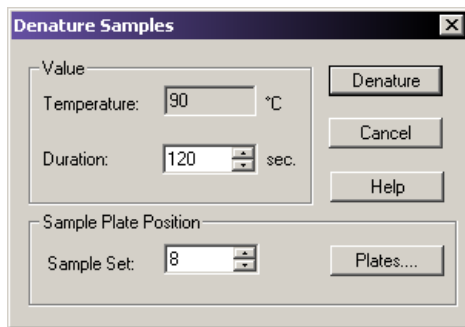 Denature Samples
Value
Temperature: 90 °C
Duration: 120 sec.
Denature
Cancel
Help
Sample Plate Position
Sample Set: 8
Plates....